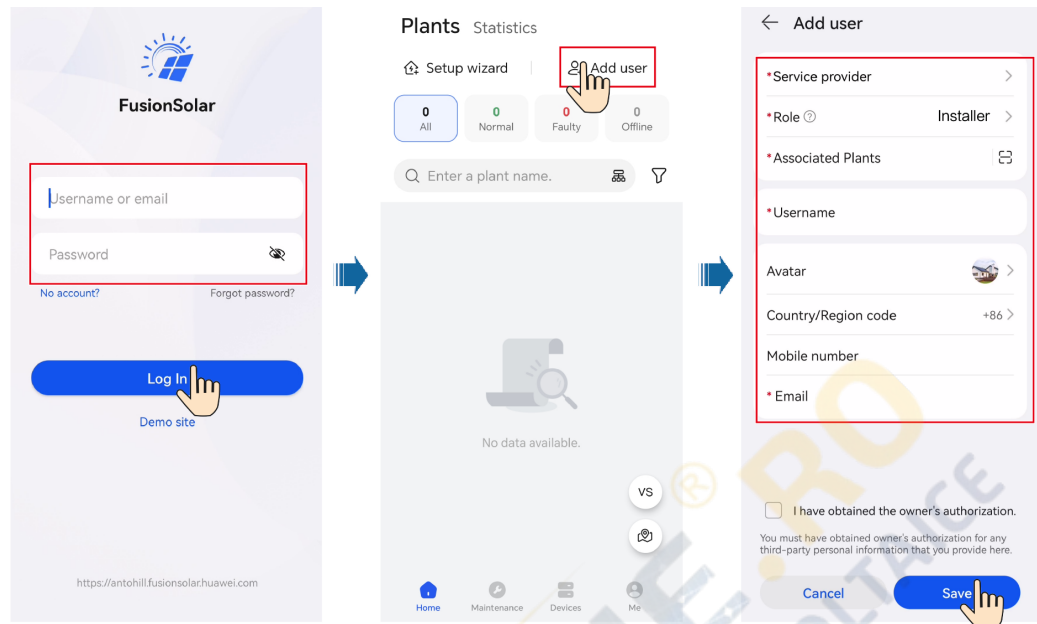 FusionSolar
Username or email
Password
No account? Forgot password?
Log In
Demo site
https://antohill.fusionsolar.huawei.com
Plants Statistics
Setup wizard Add user
0 0 0 0
All Normal Faulty Offline
Enter a plant name.
No data available.
VS
Home Maintenance Devices Me
Add user
*Service provider
*Role ? Installer
*Associated Plants
*Username
Avatar
Country/Region code +86
Mobile number
* Email
I have obtained the owner's authorization.
You must have obtained owner's authorization for any
third-party personal information that you provide here.
Cancel Save